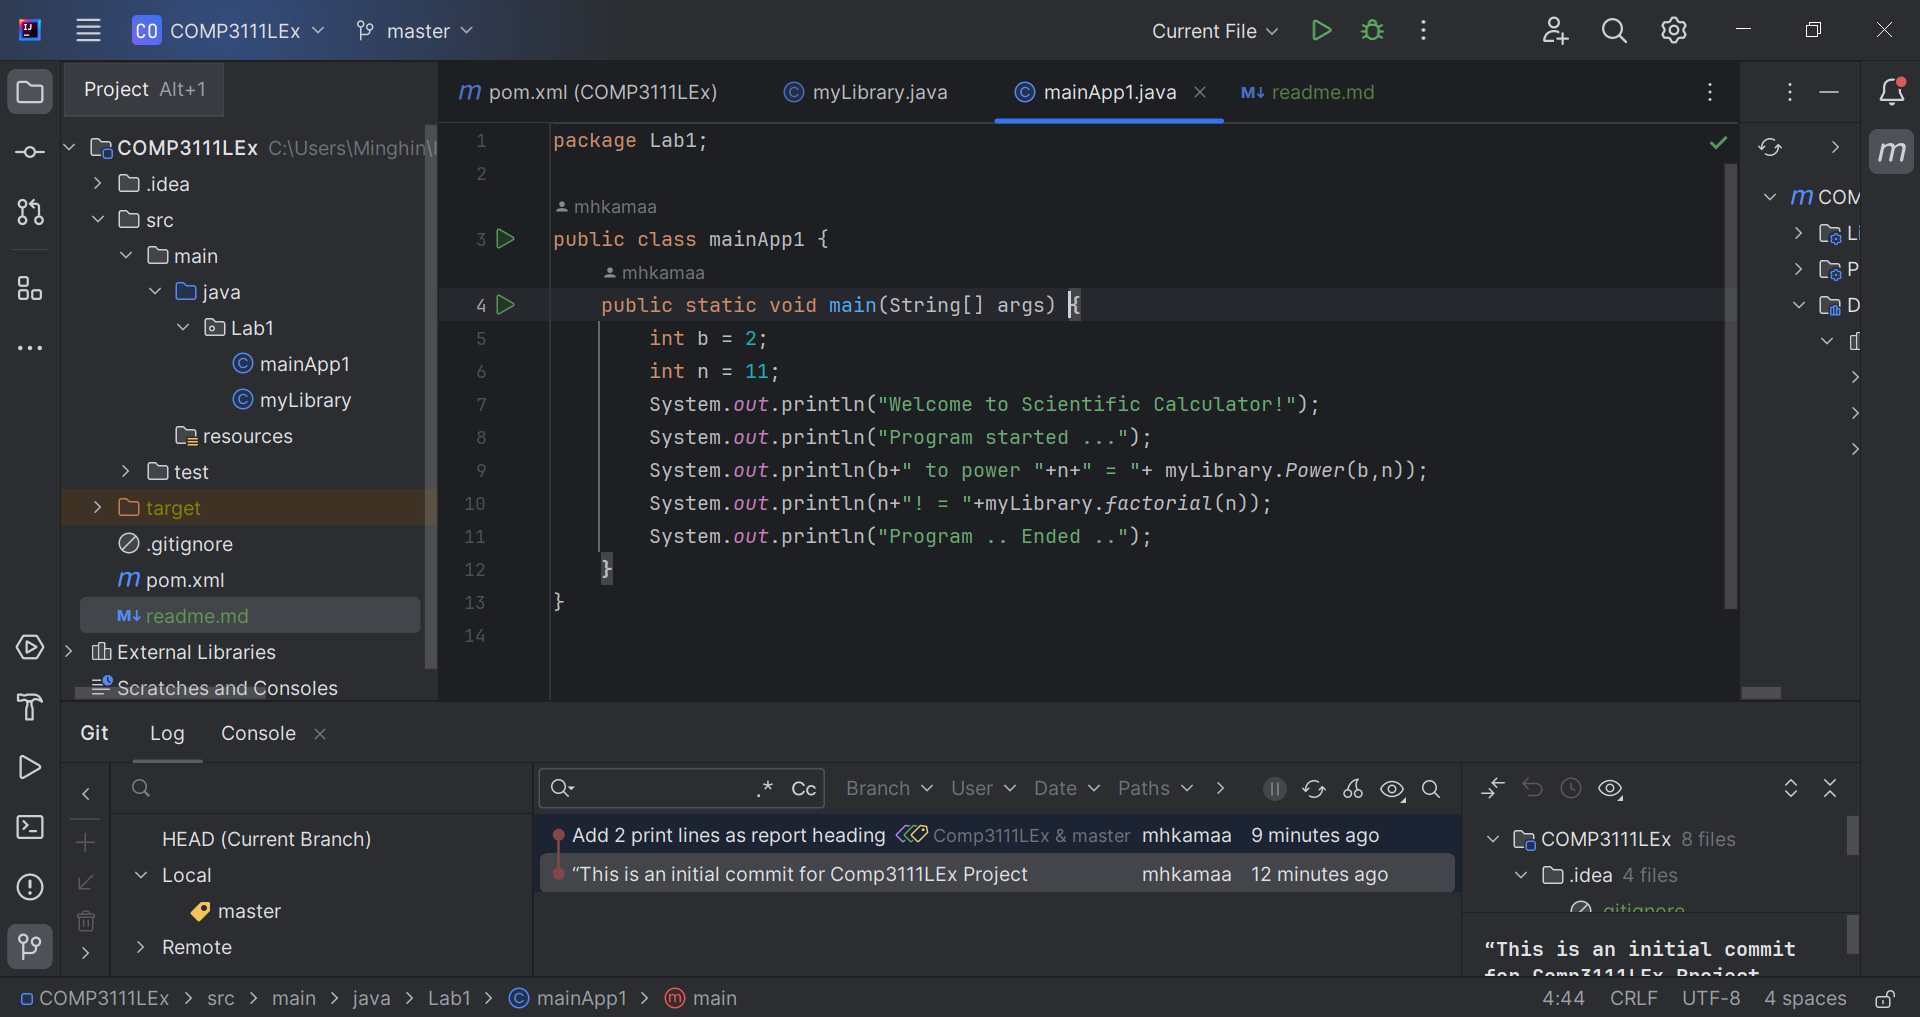 CO COMP3111LEx master Current File
Project Alt+1
pom.xml (COMP3111LEx) myLibrary.java mainApp1.java readme.md
COMP3111LEx C:\Users\Minghin\I
.idea
src
main
java
Lab1
mainApp1
myLibrary
resources
test
target
.gitignore
pom.xml
readme.md
External Libraries
Scratches and Consoles
1 package Lab1;
2
mhkamaa
3 public class mainApp1 {
mhkamaa
4 public static void main(String[] args) {
5 int b = 2;
6 int n = 11;
7 System.out.println("Welcome to Scientific Calculator!");
8 System.out.println("Program started ...");
9 System.out.println(b+" to power "+n+" = "+ myLibrary.Power(b,n));
10 System.out.println(n+"! = "+myLibrary.factorial(n));
11 System.out.println("Program .. Ended ..");
12 }
13 }
14
m
m COM
Li
P
D
Git Log Console
HEAD (Current Branch)
Local
master
Remote
.* Cc Branch User Date Paths
Add 2 print lines as report heading Comp3111LEx & master mhkamaa 9 minutes ago
“This is an initial commit for Comp3111LEx Project mhkamaa 12 minutes ago
COMP3111LEx 8 files
.idea 4 files
.gitignore
“This is an initial commit
for Comp3111LEx Project
COMP3111LEx > src > main > java > Lab1 > mainApp1 > main 4:44 CRLF UTF-8 4 spaces